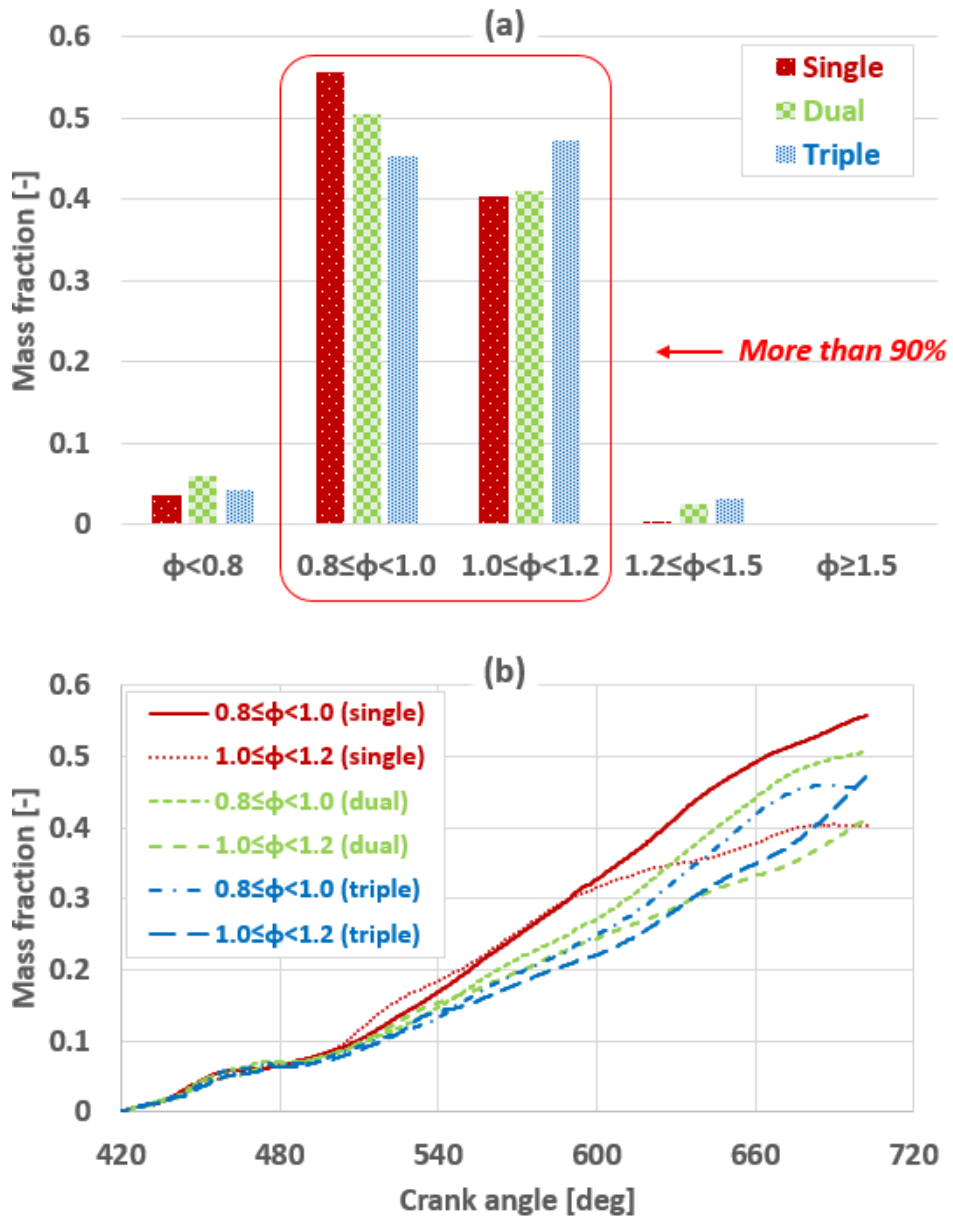 (a)
0.6
0.5
0.4
0.3
0.2
0.1
0
Mass fraction [-]
Single
Dual
Triple
More than 90%
ϕ<0.8
0.8≤ϕ<1.0
1.0≤ϕ<1.2
1.2≤ϕ<1.5
ϕ≥1.5
(b)
0.6
0.5
0.4
0.3
0.2
0.1
0
Mass fraction [-]
0.8≤ϕ<1.0 (single)
1.0≤ϕ<1.2 (single)
0.8≤ϕ<1.0 (dual)
1.0≤ϕ<1.2 (dual)
0.8≤ϕ<1.0 (triple)
1.0≤ϕ<1.2 (triple)
420 480 540 600 660 720
Crank angle [deg]